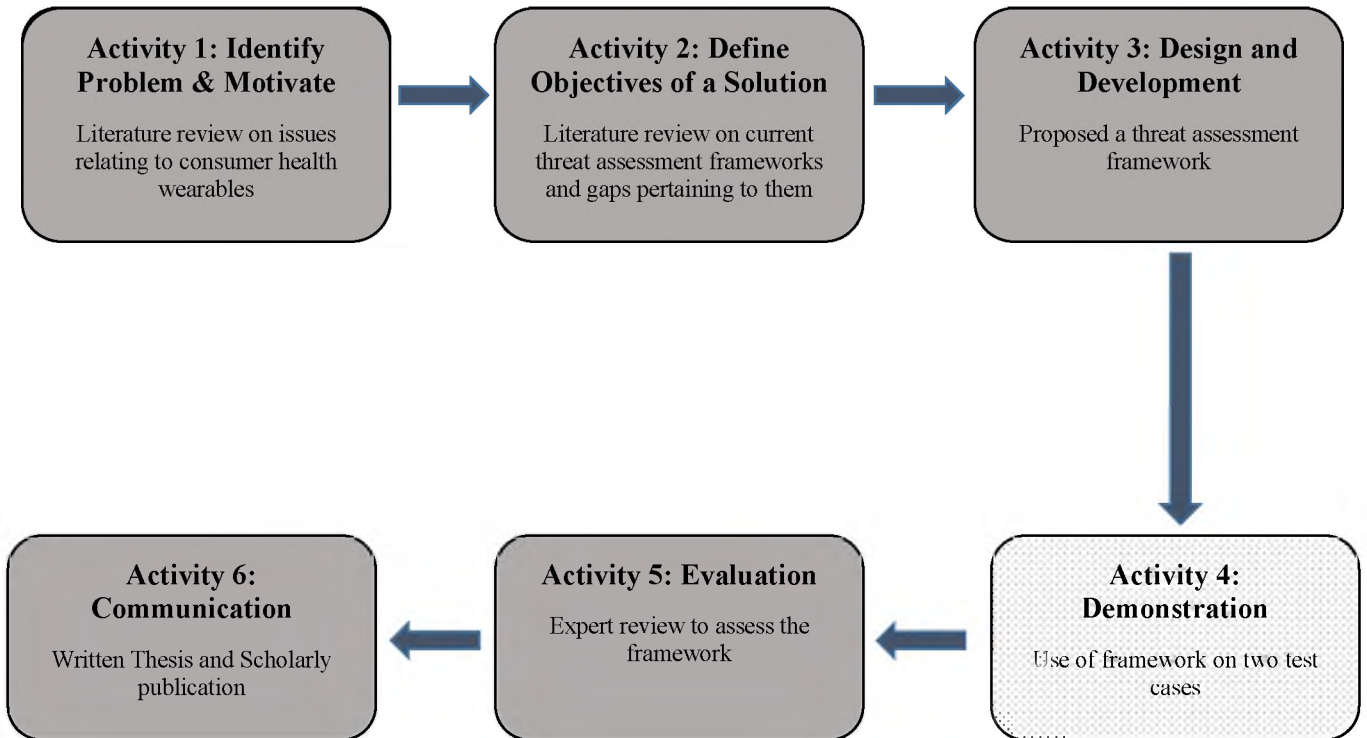 Activity 1: Identify
Problem & Motivate
Literature review on issues
relating to consumer health
wearables
Activity 2: Define
Objectives of a Solution
Literature review on current
threat assessment frameworks
and gaps pertaining to them
Activity 3: Design and
Development
Proposed a threat assessment
framework
Activity 4:
Demonstration
Use of framework on two test
cases
Activity 5: Evaluation
Expert review to assess the
framework
Activity 6:
Communication
Written Thesis and Scholarly
publication